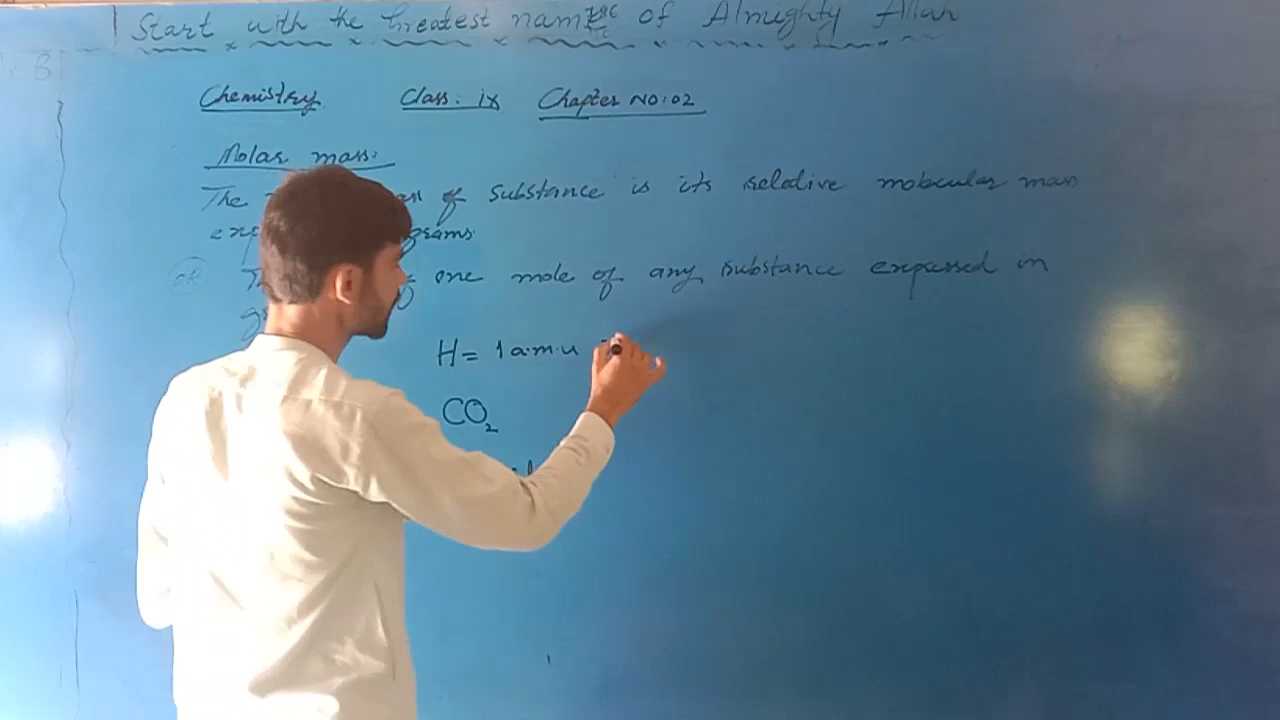 Start with the Greatest name of Almighty Allah
B
Chemistry Class: IX Chapter NO:02
Molar mass:
The of substance is its relative molecular mass
grams.
OR one mole of any substance expressed in
H = 1 a.m.u
CO2